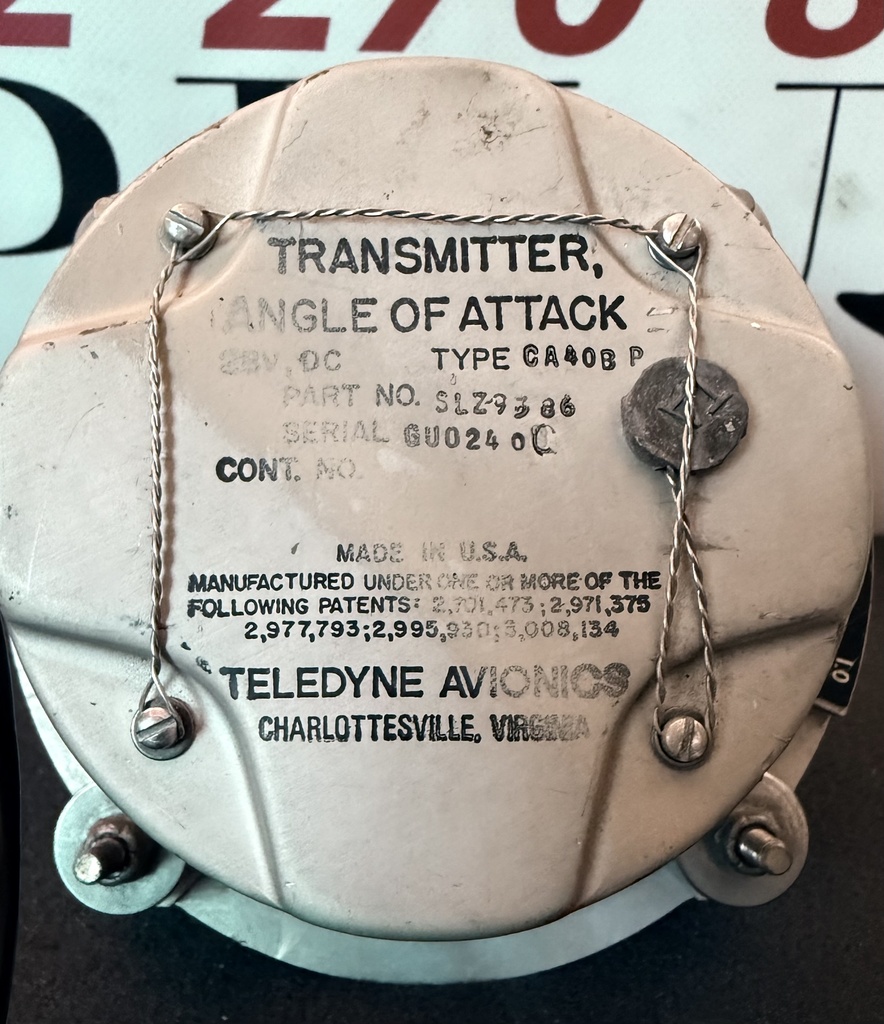 TRANSMITTER,
ANGLE OF ATTACK
28V, DC TYPE CA40B P
PART NO. SLZ9386
SERIAL GU0240C
CONT. NO.
MADE IN U.S.A.
MANUFACTURED UNDER ONE OR MORE OF THE
FOLLOWING PATENTS: 2,701,473; 2,971,375
2,977,793;2,995,930;3,008,134
TELEDYNE AVIONICS
CHARLOTTESVILLE, VIRGINIA
01